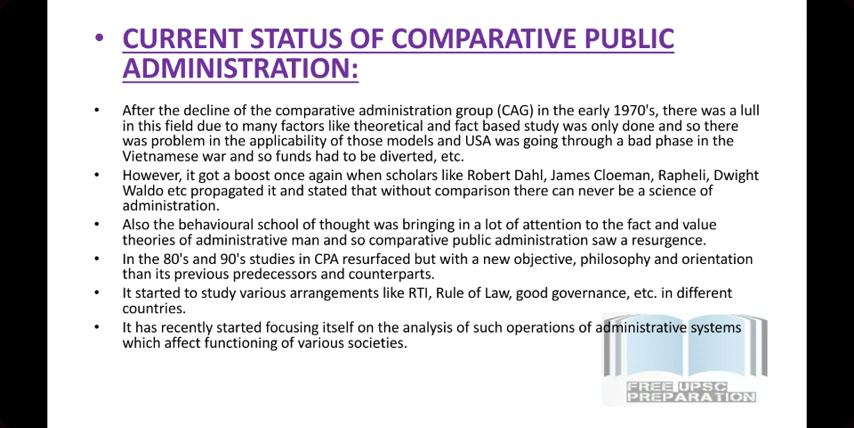 • CURRENT STATUS OF COMPARATIVE PUBLIC
ADMINISTRATION:
• After the decline of the comparative administration group (CAG) in the early 1970's, there was a lull
in this field due to many factors like theoretical and fact based study was only done and so there
was problem in the applicability of those models and USA was going through a bad phase in the
Vietnamese war and so funds had to be diverted, etc.
• However, it got a boost once again when scholars like Robert Dahl, James Cloeman, Rapheli, Dwight
Waldo etc propagated it and stated that without comparison there can never be a science of
administration.
• Also the behavioural school of thought was bringing in a lot of attention to the fact and value
theories of administrative man and so comparative public administration saw a resurgence.
• In the 80's and 90's studies in CPA resurfaced but with a new objective, philosophy and orientation
than its previous predecessors and counterparts.
• It started to study various arrangements like RTI, Rule of Law, good governance, etc. in different
countries.
• It has recently started focusing itself on the analysis of such operations of administrative systems
which affect functioning of various societies.
FREE UPSC
PREPARATION